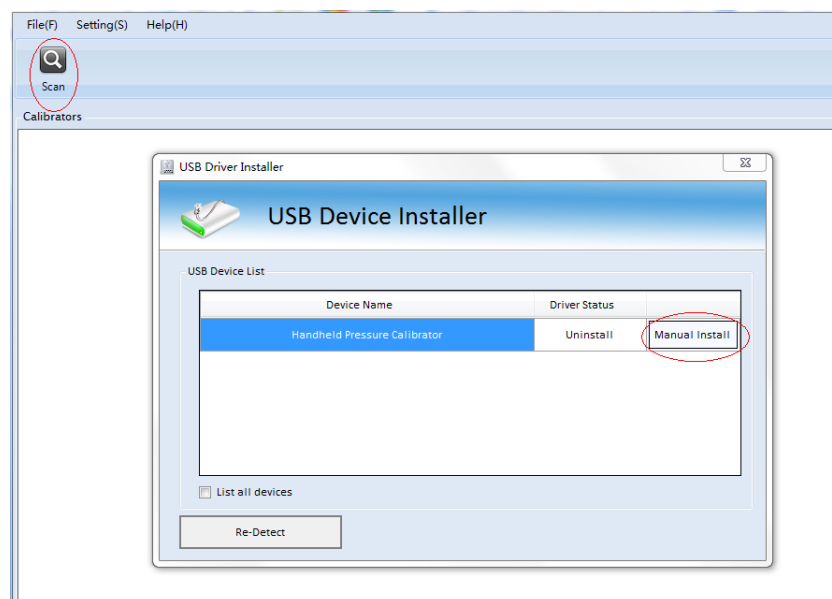 File(F) Setting(S) Help(H)
Scan
Calibrators
USB Driver Installer
USB Device Installer
USB Device List
Device Name Driver Status
Handheld Pressure Calibrator Uninstall Manual Install
List all devices
Re-Detect